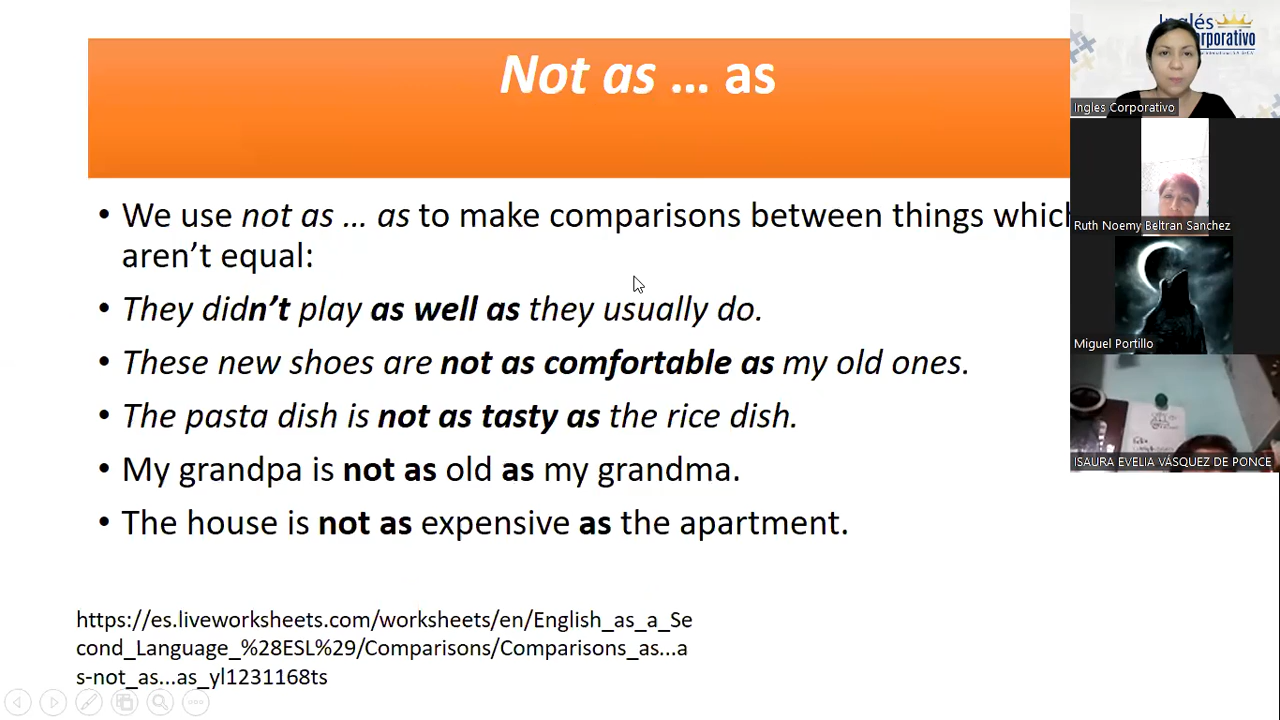 Not as ... as
We use not as ... as to make comparisons between things which
aren't equal:
They didn't play as well as they usually do.
These new shoes are not as comfortable as my old ones.
The pasta dish is not as tasty as the rice dish.
My grandpa is not as old as my grandma.
The house is not as expensive as the apartment.
https://es.liveworksheets.com/worksheets/en/English_as_a_Se
cond_Language_%28ESL%29/Comparisons/Comparisons_as...a
s-not_as...as_yl1231168ts
Inglés
Corporativo
Ingles Corporativo
Ruth Noemy Beltran Sanchez
Miguel Portillo
ISAURA EVELIA VÁSQUEZ DE PONCE